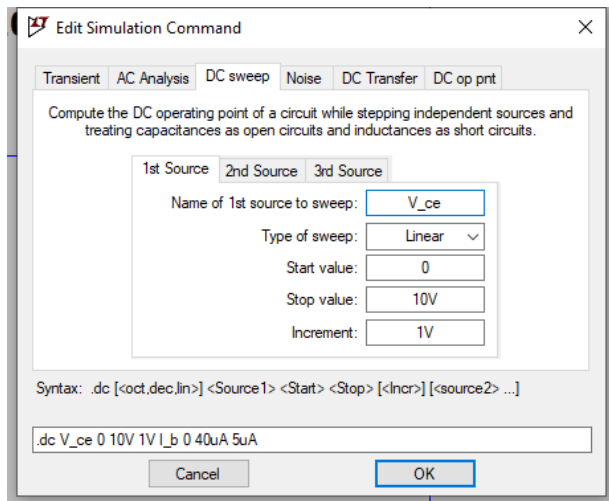 Edit Simulation Command
Transient AC Analysis DC sweep Noise DC Transfer DC op pnt
Compute the DC operating point of a circuit while stepping independent sources and
treating capacitances as open circuits and inductances as short circuits.
1st Source 2nd Source 3rd Source
Name of 1st source to sweep: V_ce
Type of sweep: Linear
Start value: 0
Stop value: 10V
Increment: 1V
Syntax: .dc [<oct,dec,lin>] <Source1> <Start> <Stop> [<Incr>] [<source2> ...]
.dc V_ce 0 10V 1V I_b 0 40uA 5uA
Cancel OK